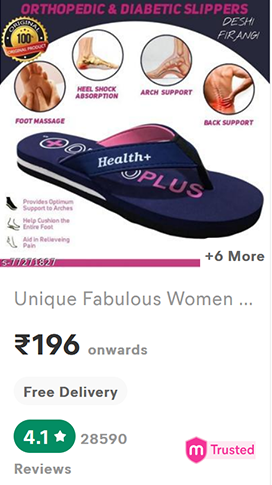 ORTHOPEDIC & DIABETIC SLIPPERS
ORIGINAL
100%
ORIGINAL PRODUCT
DESHI
FIRANGI
HEEL SHOCK
ABSORPTION
ARCH SUPPORT
FOOT MASSAGE
BACK SUPPORT
Health+
PLUS
Provides Optimum
Support to Arches
Help Cushion the
Entire Foot
Aid in Relieveing
Pain
s-77271827
+6 More
Unique Fabulous Women ...
₹196 onwards
Free Delivery
4.1 ★ 28590
Reviews
m Trusted